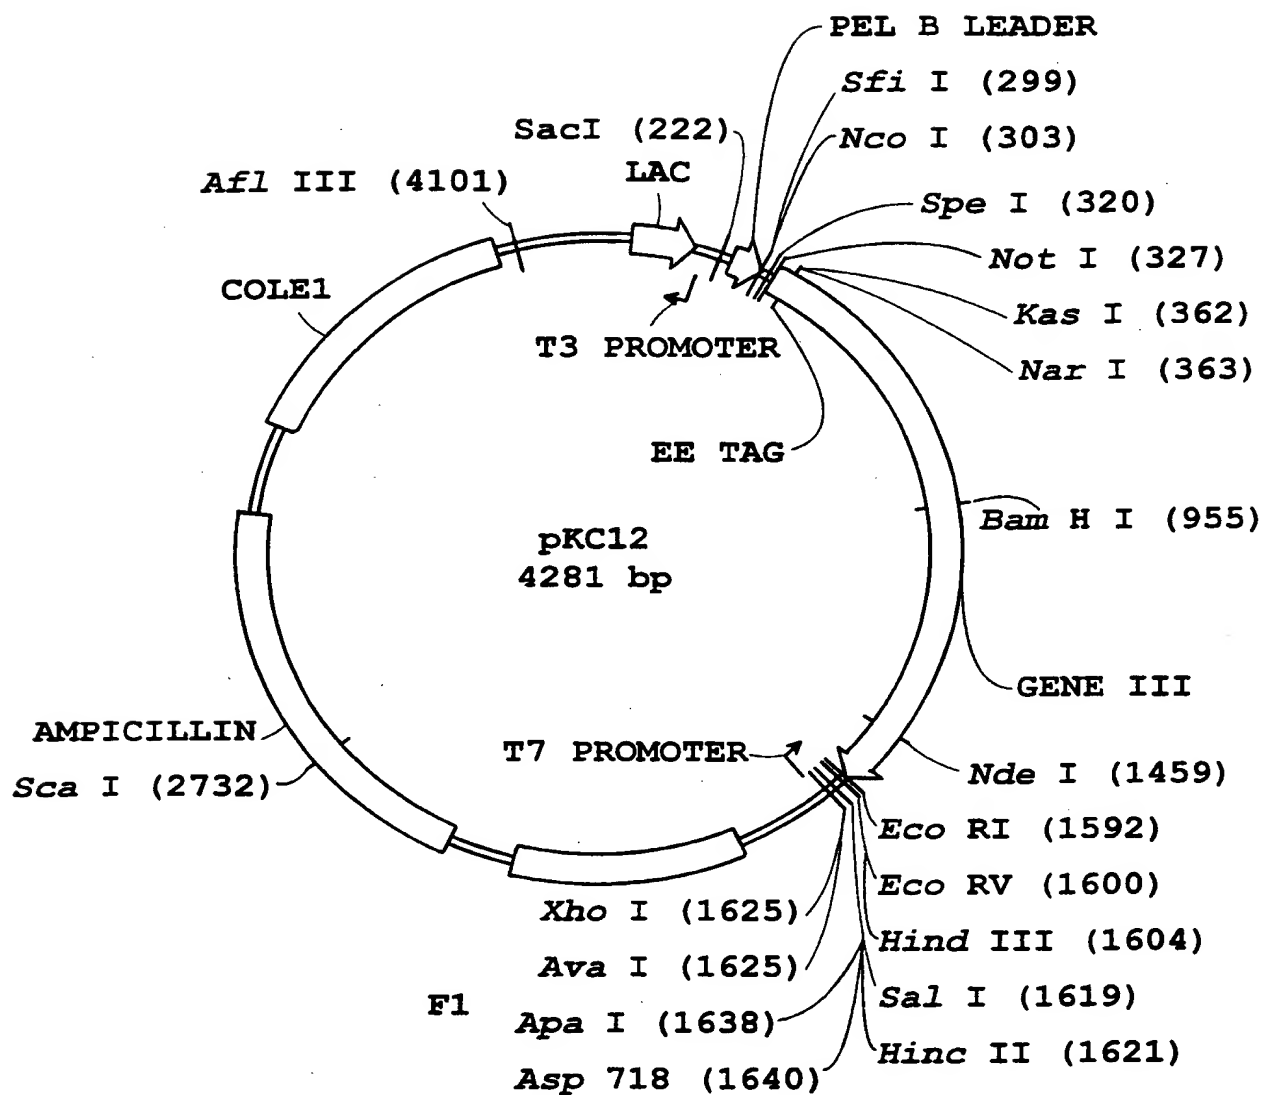 PEL B LEADER
Sfi I (299)
SacI (222)
Nco I (303)
LAC
Afl III (4101)
Spe I (320)
Not I (327)
COLE1
Kas I (362)
T3 PROMOTER
Nar I (363)
EE TAG
Bam H I (955)
pKC12
4281 bp
GENE III
AMPICILLIN
T7 PROMOTER
Sca I (2732)
Nde I (1459)
Eco RI (1592)
Eco RV (1600)
Xho I (1625)
Hind III (1604)
Ava I (1625)
Sal I (1619)
F1
Apa I (1638)
Hinc II (1621)
Asp 718 (1640)